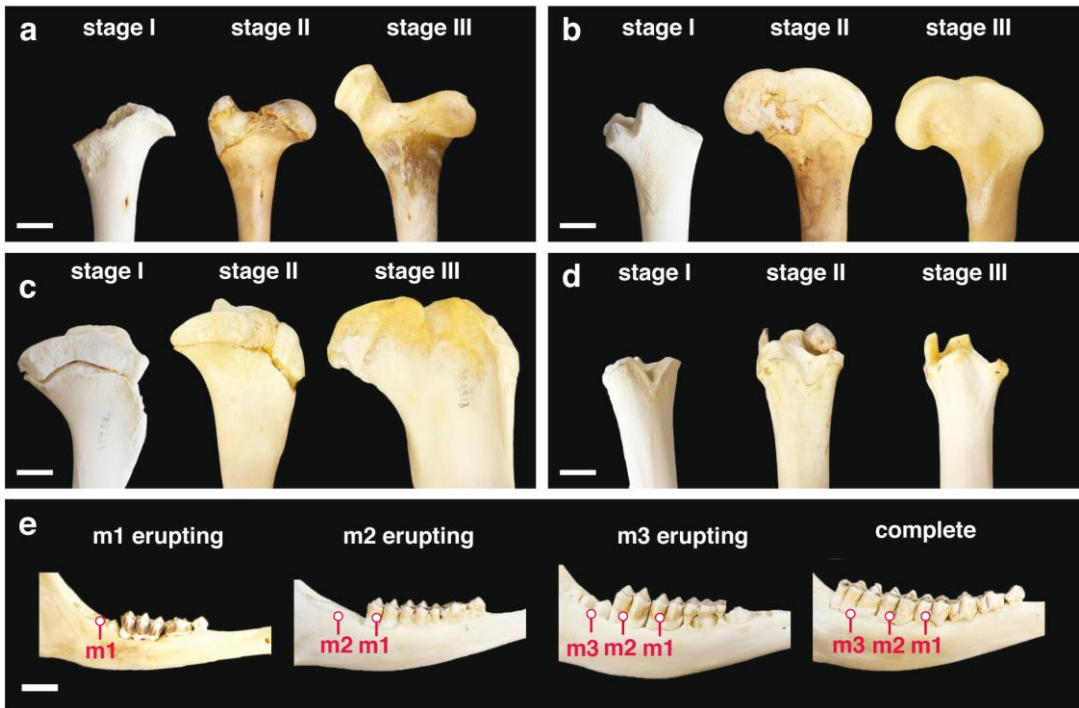 a
stage I stage II stage III
b
stage I stage II stage III
c
stage I stage II stage III
d
stage I stage II stage III
e
m1 erupting m2 erupting m3 erupting complete
m1
m2 m1
m3 m2 m1
m3 m2 m1